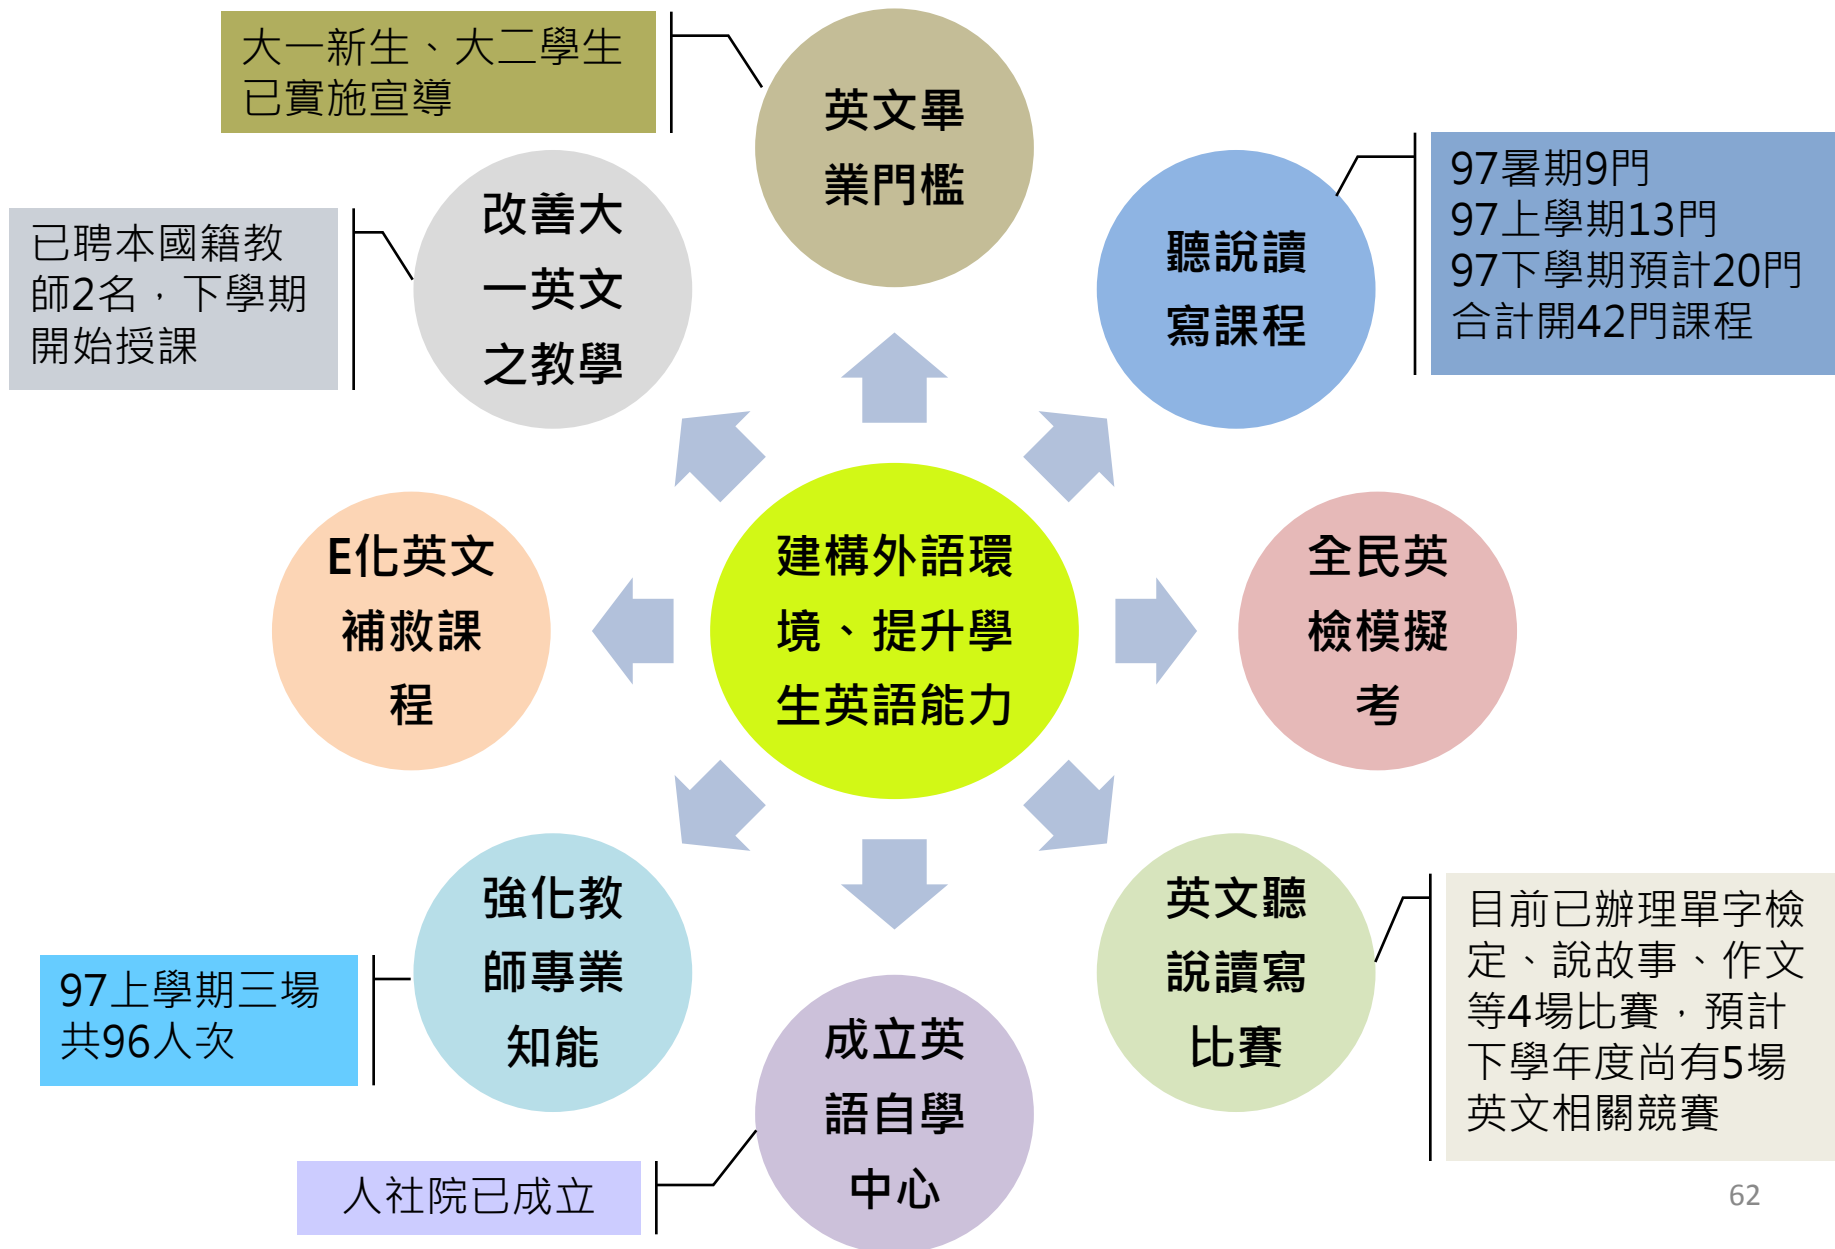 大一新生、大二學生
已實施宣導
英文畢
業門檻
改善大
一英文
之教學
已聘本國籍教
師2名，下學期
開始授課
聽說讀
寫課程
97暑期9門
97上學期13門
97下學期預計20門
合計開42門課程
E化英文
補救課
程
建構外語環
境、提升學
生英語能力
全民英
檢模擬
考
強化教
師專業
知能
97上學期三場
共96人次
成立英
語自學
中心
人社院已成立
英文聽
說讀寫
比賽
目前已辦理單字檢
定、說故事、作文
等4場比賽，預計
下學年度尚有5場
英文相關競賽
62